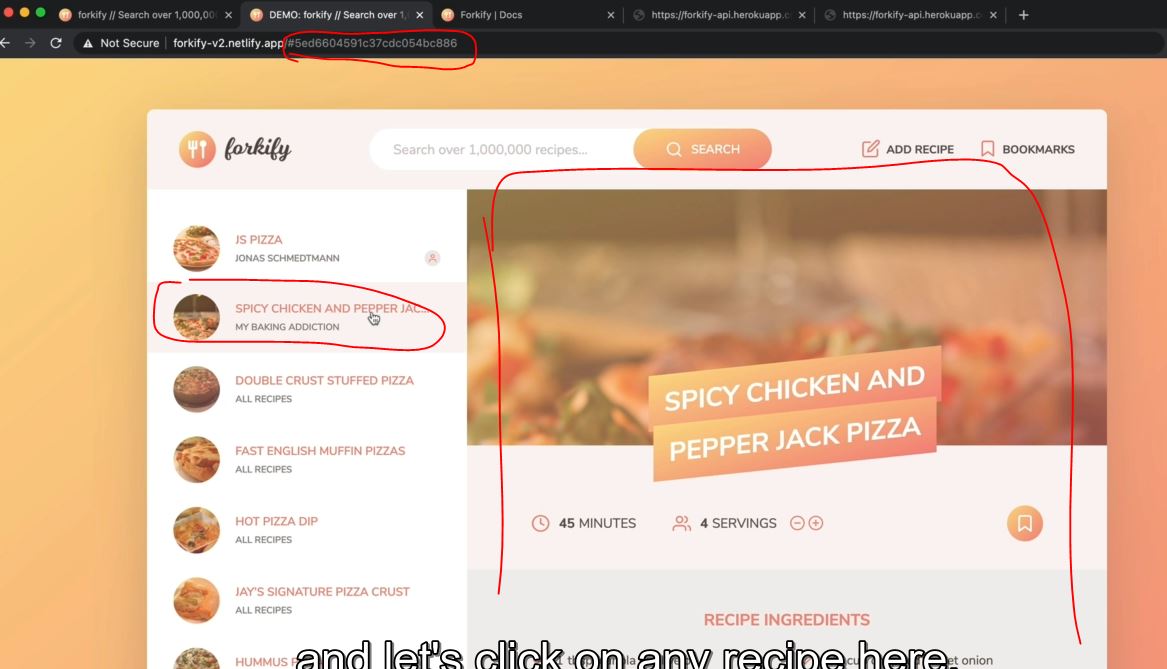 forkify // Search over 1,000,000
DEMO: forkify // Search over 1,
Forkify | Docs
https://forkify-api.herokuapp.c
https://forkify-api.herokuapp.c
Not Secure
forkify-v2.netlify.app/#5ed6604591c37cdc054bc886
forkify
Search over 1,000,000 recipes...
SEARCH
ADD RECIPE
BOOKMARKS
JS PIZZA
JONAS SCHMEDTMANN
SPICY CHICKEN AND PEPPER JAC...
MY BAKING ADDICTION
DOUBLE CRUST STUFFED PIZZA
ALL RECIPES
FAST ENGLISH MUFFIN PIZZAS
ALL RECIPES
HOT PIZZA DIP
ALL RECIPES
JAY'S SIGNATURE PIZZA CRUST
ALL RECIPES
HUMMUS
SPICY CHICKEN AND
PEPPER JACK PIZZA
45 MINUTES
4 SERVINGS
RECIPE INGREDIENTS
onion
and let's click on any recipe here.